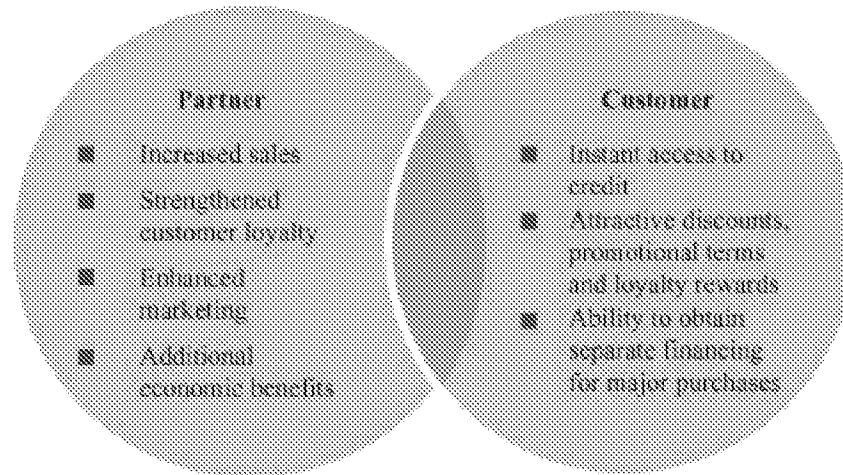 Partner
Increased sales
Strengthened
customer loyalty
Enhanced
marketing
Additional
economic benefits
Customer
Instant access to
credit
Attractive discounts,
promotional terms
and loyalty rewards
Ability to obtain
separate financing
for major purchases